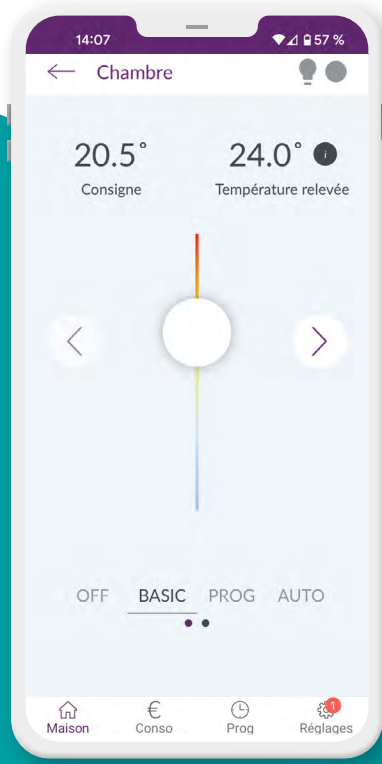 14:07 57 %
← Chambre
20.5° 24.0° i
Consigne Température relevée
OFF BASIC PROG AUTO
1
Maison € Conso Prog Réglages